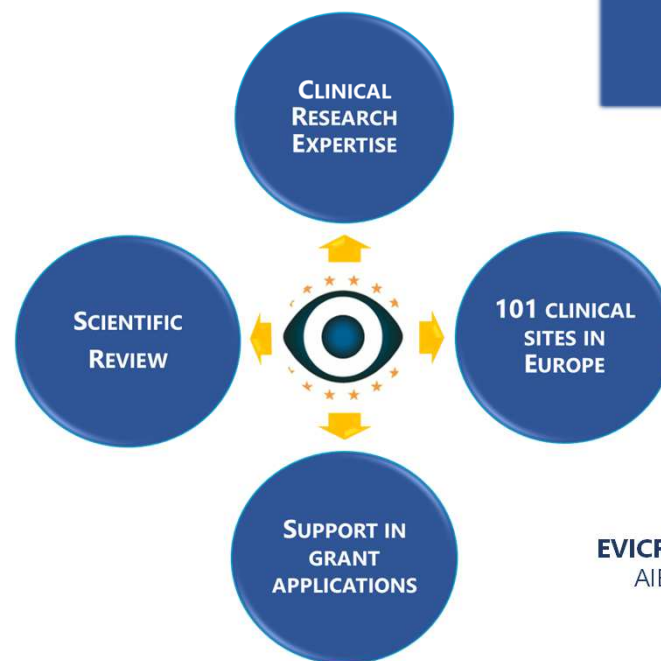 CLINICAL
RESEARCH
EXPERTISE
SCIENTIFIC
REVIEW
101 CLINICAL
SITES IN
EUROPE
SUPPORT IN
GRANT
APPLICATIONS